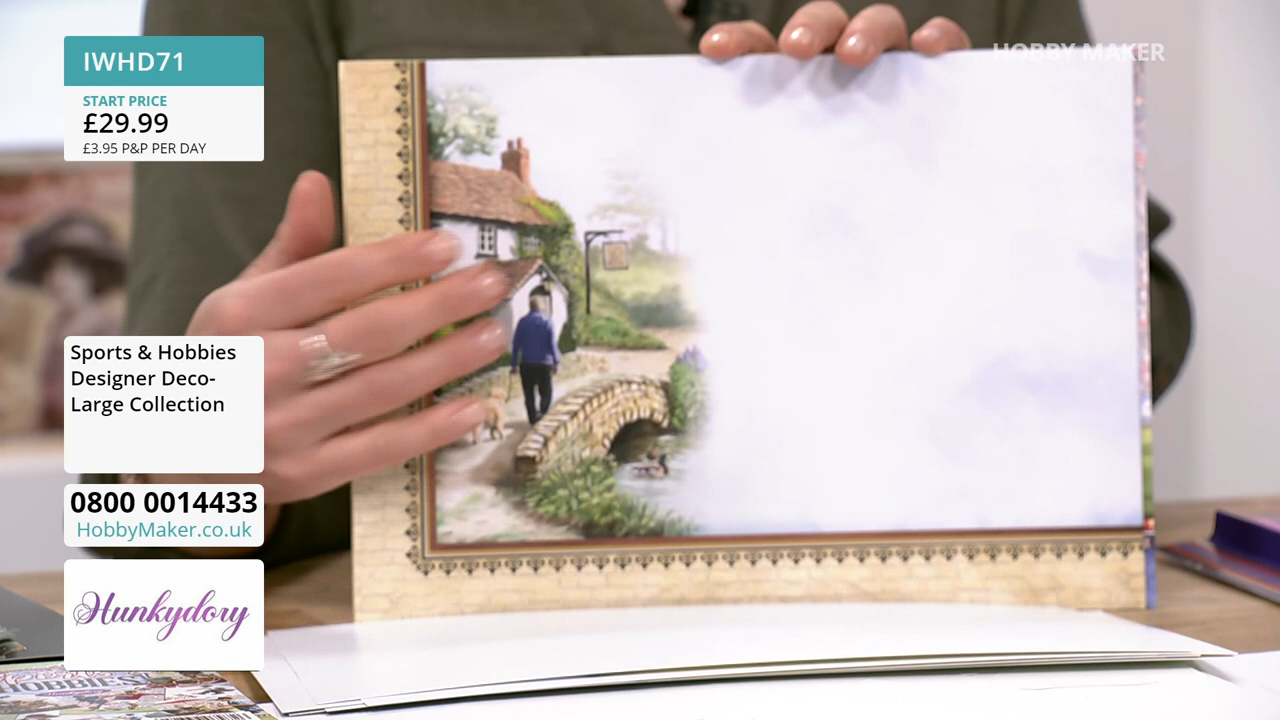 IWHD71
START PRICE
£29.99
£3.95 P&P PER DAY
HOBBY MAKER
Sports & Hobbies
Designer Deco-
Large Collection
0800 0014433
HobbyMaker.co.uk
Hunkydory